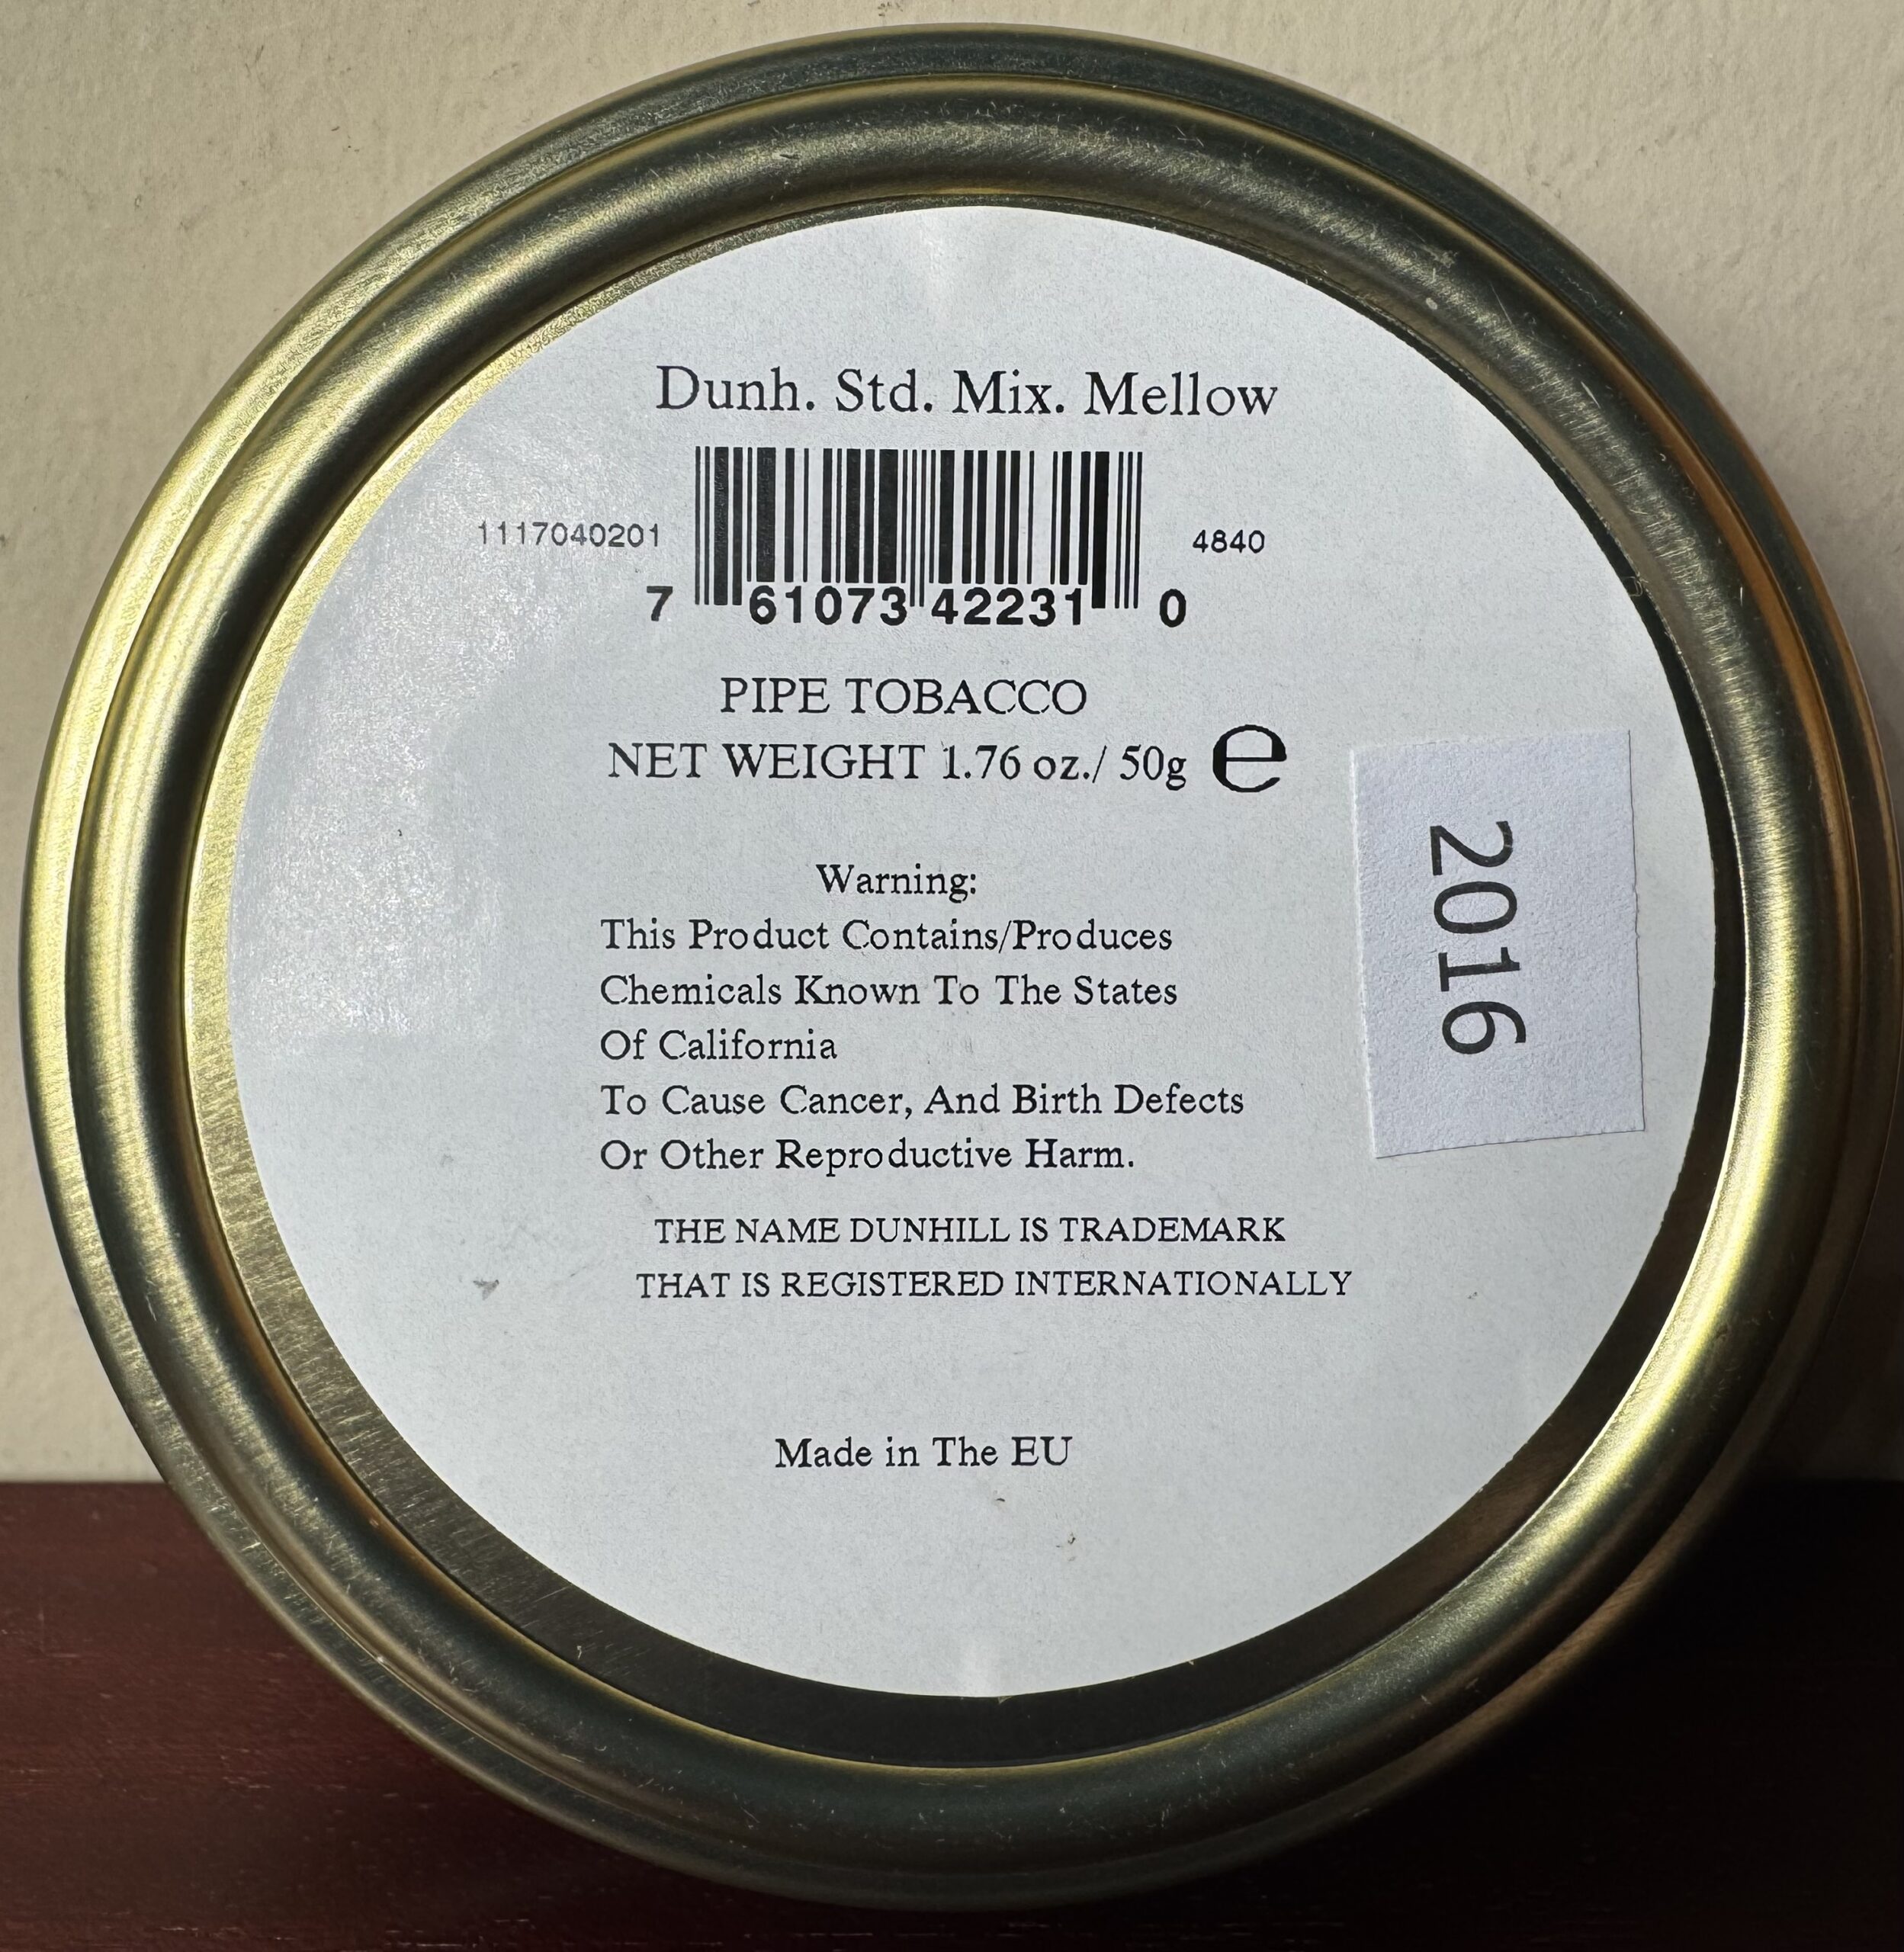 Dunh. Std. Mix. Mellow
1117040201
4840
7 61073 42231 0
PIPE TOBACCO
NET WEIGHT 1.76 oz./ 50g e
2016
Warning:
This Product Contains/Produces
Chemicals Known To The States
Of California
To Cause Cancer, And Birth Defects
Or Other Reproductive Harm.
THE NAME DUNHILL IS TRADEMARK
THAT IS REGISTERED INTERNATIONALLY
Made in The EU